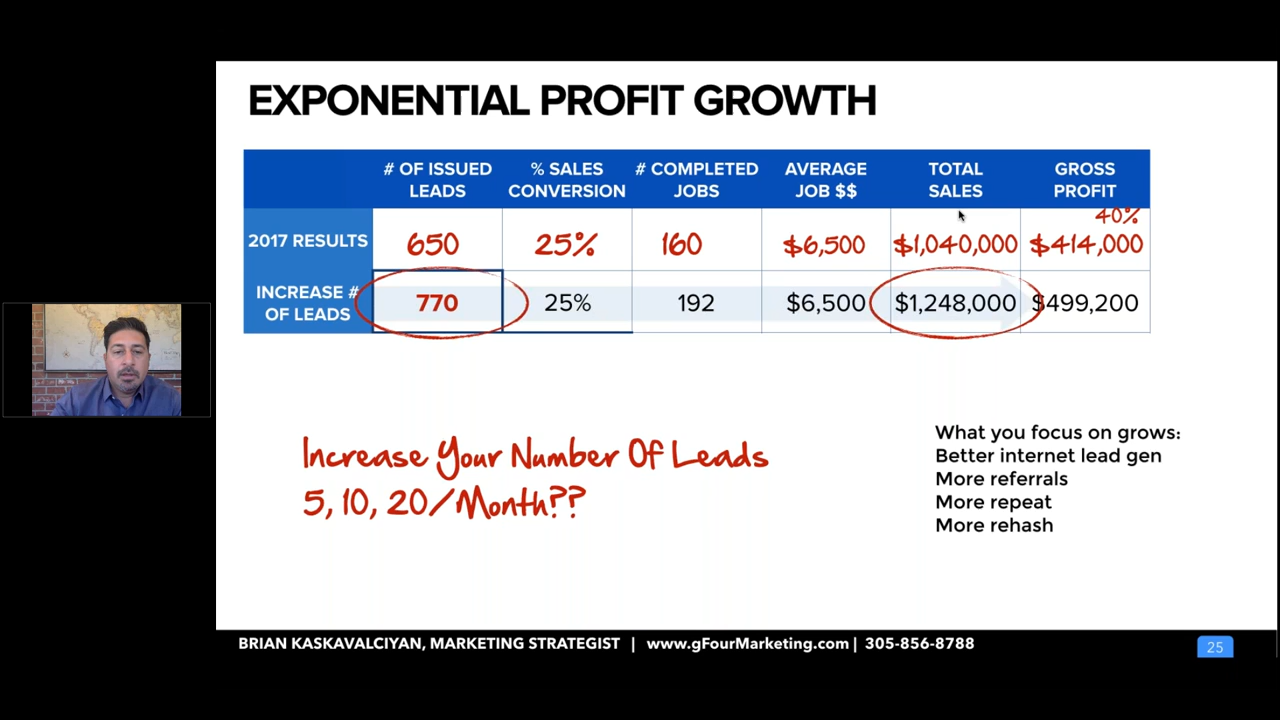 EXPONENTIAL PROFIT GROWTH
# OF ISSUED LEADS
% SALES CONVERSION
# COMPLETED JOBS
AVERAGE JOB $$
TOTAL SALES
GROSS PROFIT
2017 RESULTS
650
25%
160
$6,500
$1,040,000
40%
$414,000
INCREASE # OF LEADS
770
25%
192
$6,500
$1,248,000
$499,200
Increase Your Number Of Leads
5, 10, 20/Month??
What you focus on grows:
Better internet lead gen
More referrals
More repeat
More rehash
BRIAN KASKAVALCIYAN, MARKETING STRATEGIST | www.gFourMarketing.com | 305-856-8788
25